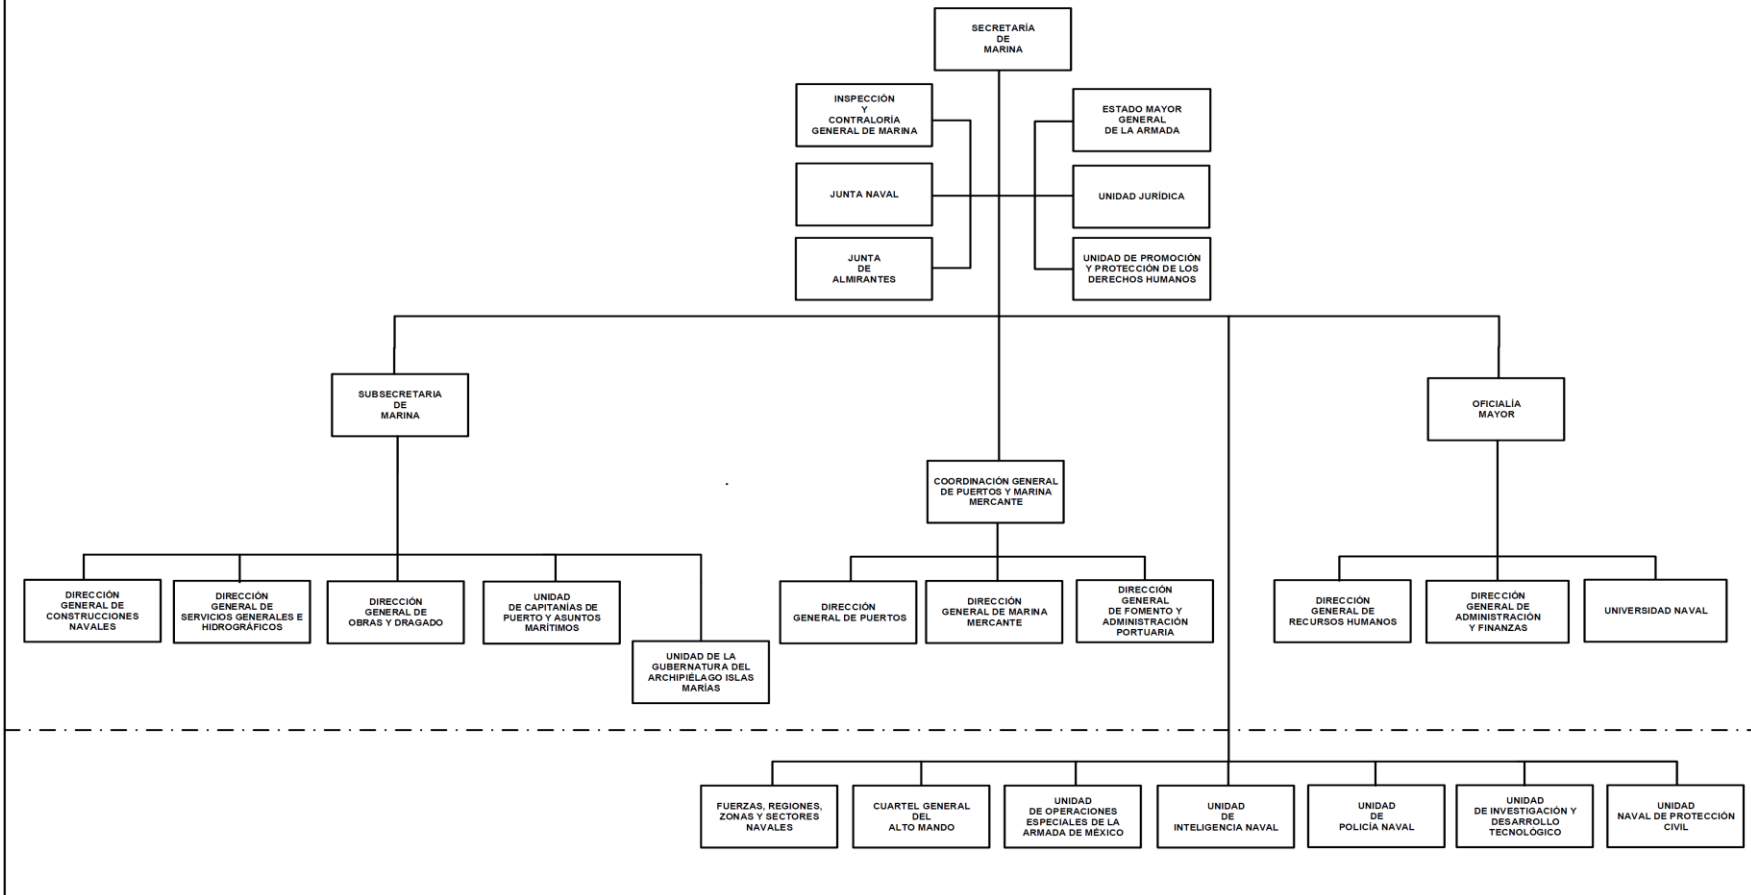 SECRETARÍA
DE
MARINA
INSPECCIÓN
Y
CONTRALORÍA
GENERAL DE MARINA
ESTADO MAYOR
GENERAL
DE LA ARMADA
JUNTA NAVAL
UNIDAD JURÍDICA
JUNTA
DE
ALMIRANTES
UNIDAD DE PROMOCIÓN
Y PROTECCIÓN DE LOS
DERECHOS HUMANOS
SUBSECRETARIA
DE
MARINA
OFICIALÍA
MAYOR
COORDINACIÓN GENERAL
DE PUERTOS Y MARINA
MERCANTE
DIRECCIÓN
GENERAL DE
CONSTRUCCIONES
NAVALES
DIRECCIÓN
GENERAL DE
SERVICIOS GENERALES E
HIDROGRÁFICOS
DIRECCIÓN
GENERAL DE
OBRAS Y DRAGADO
UNIDAD
DE CAPITANÍAS DE
PUERTO Y ASUNTOS
MARÍTIMOS
UNIDAD DE LA
GUBERNATURA DEL
ARCHIPIÉLAGO ISLAS
MARÍAS
DIRECCIÓN
GENERAL DE PUERTOS
DIRECCIÓN
GENERAL DE MARINA
MERCANTE
DIRECCIÓN
GENERAL
DE FOMENTO Y
ADMINISTRACIÓN
PORTUARIA
DIRECCIÓN
GENERAL DE
RECURSOS HUMANOS
DIRECCIÓN
GENERAL DE
ADMINISTRACIÓN
Y FINANZAS
UNIVERSIDAD NAVAL
FUERZAS, REGIONES,
ZONAS Y SECTORES
NAVALES
CUARTEL GENERAL
DEL
ALTO MANDO
UNIDAD
DE OPERACIONES
ESPECIALES DE LA
ARMADA DE MÉXICO
UNIDAD
DE
INTELIGENCIA NAVAL
UNIDAD
DE
POLICÍA NAVAL
UNIDAD
DE INVESTIGACIÓN Y
DESARROLLO
TECNOLÓGICO
UNIDAD
NAVAL DE PROTECCIÓN
CIVIL